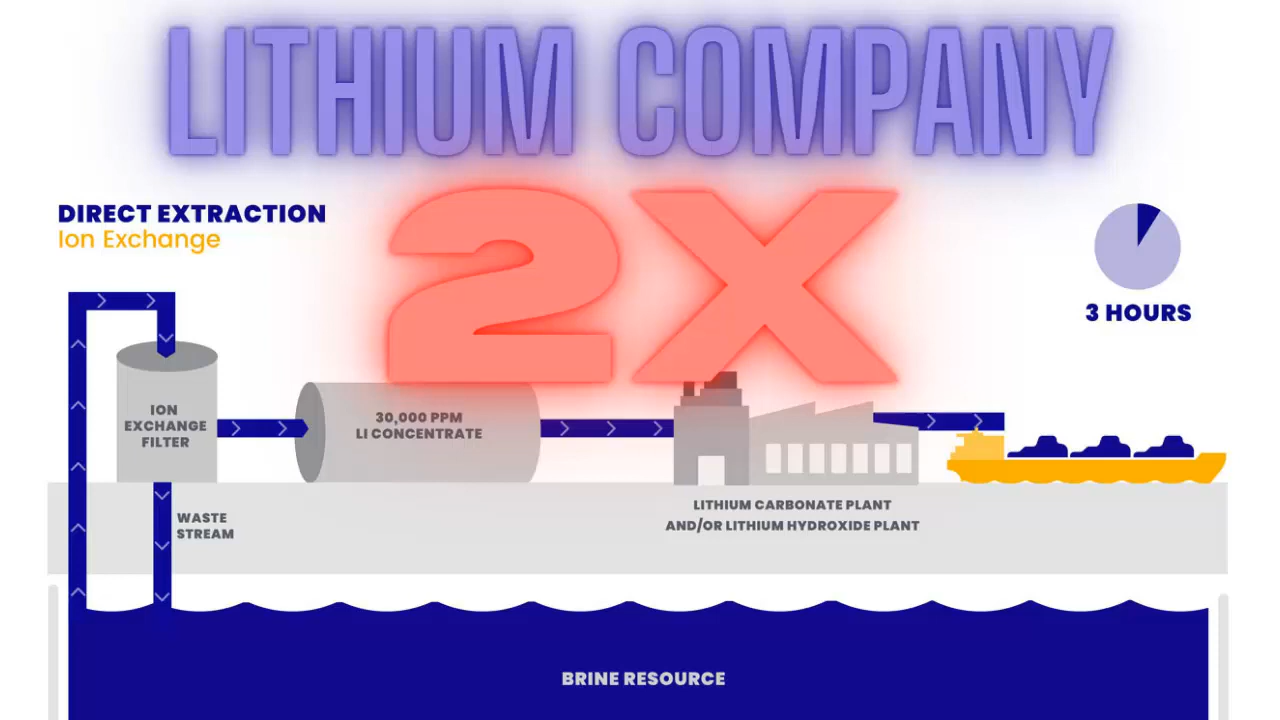 LITHIUM COMPANY
2X
DIRECT EXTRACTION
Ion Exchange
3 HOURS
ION
EXCHANGE
FILTER
30,000 PPM
LI CONCENTRATE
WASTE
STREAM
LITHIUM CARBONATE PLANT
AND/OR LITHIUM HYDROXIDE PLANT
BRINE RESOURCE